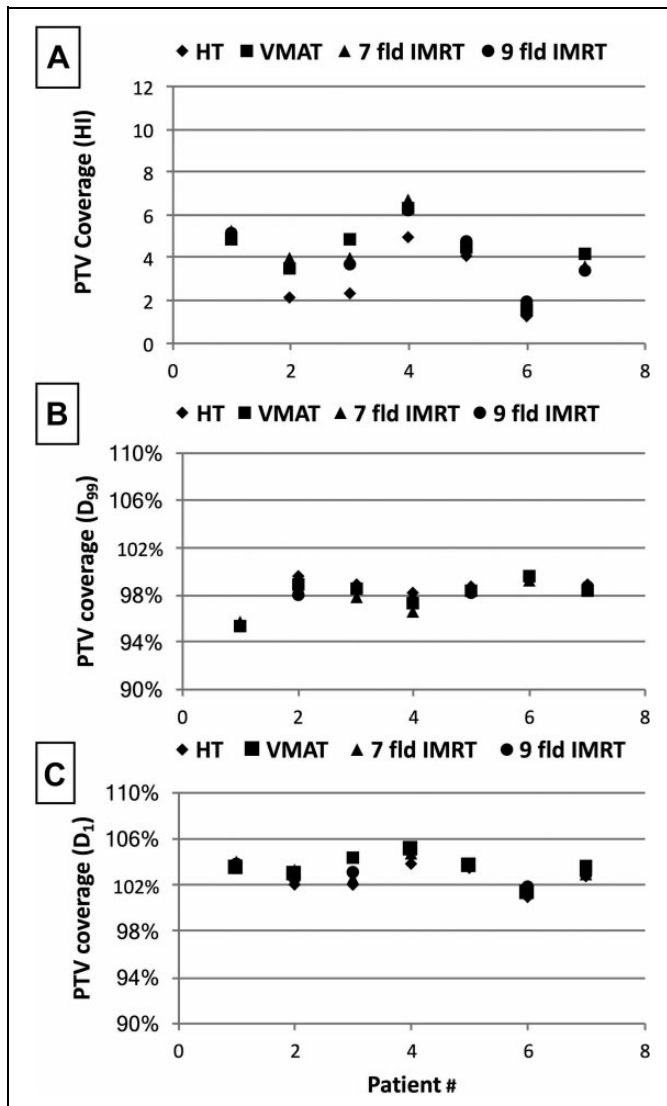 A
◆ HT ■ VMAT ▲ 7 fld IMRT ● 9 fld IMRT
PTV Coverage (HI)
12
10
8
6
4
2
0
0 2 4 6 8
B
◆ HT ■ VMAT ▲ 7 fld IMRT ● 9 fld IMRT
PTV coverage (D₉₉)
110%
106%
102%
98%
94%
90%
0 2 4 6 8
C
◆ HT ■ VMAT ▲ 7 fld IMRT ● 9 fld IMRT
PTV coverage (D₁)
110%
106%
102%
98%
94%
90%
0 2 4 6 8
Patient #